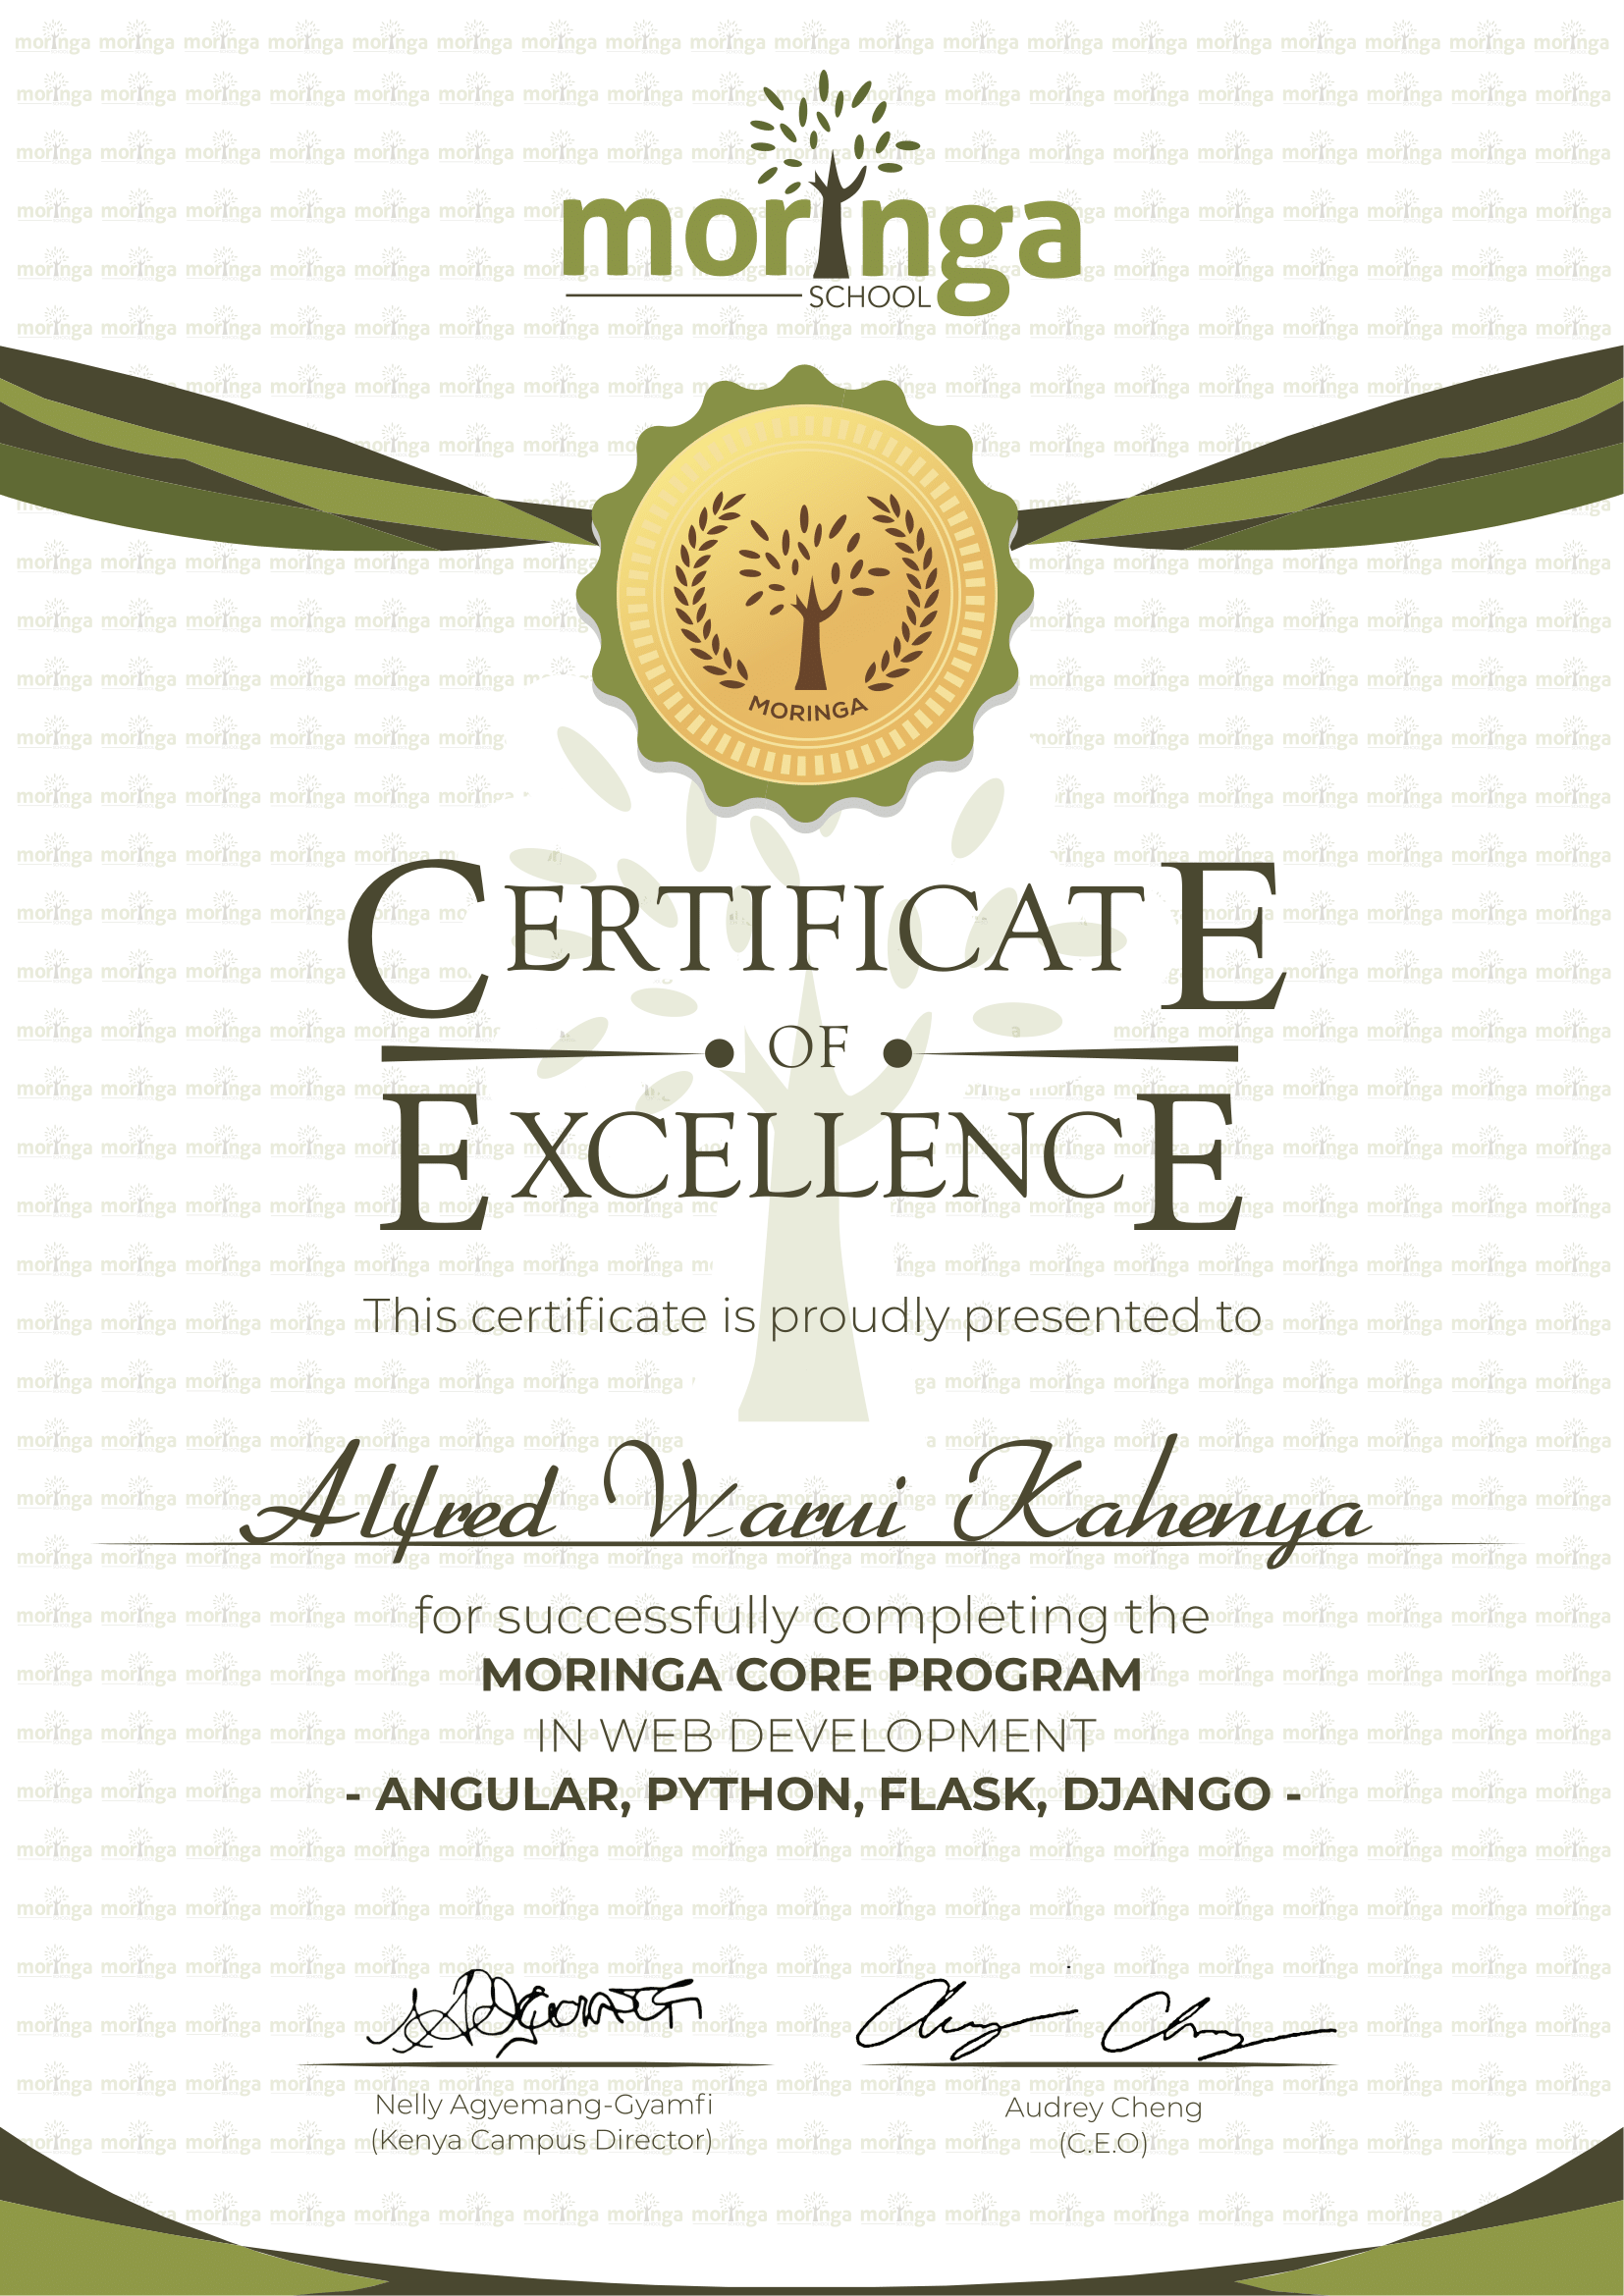 moringa
SCHOOL
MORINGA
CERTIFICATE
OF
EXCELLENCE
This certificate is proudly presented to
Alfred Warui Kahenya
for successfully completing the
MORINGA CORE PROGRAM
IN WEB DEVELOPMENT
- ANGULAR, PYTHON, FLASK, DJANGO -
Nelly Agyemang-Gyamfi
(Kenya Campus Director)
Audrey Cheng
(C.E.O)